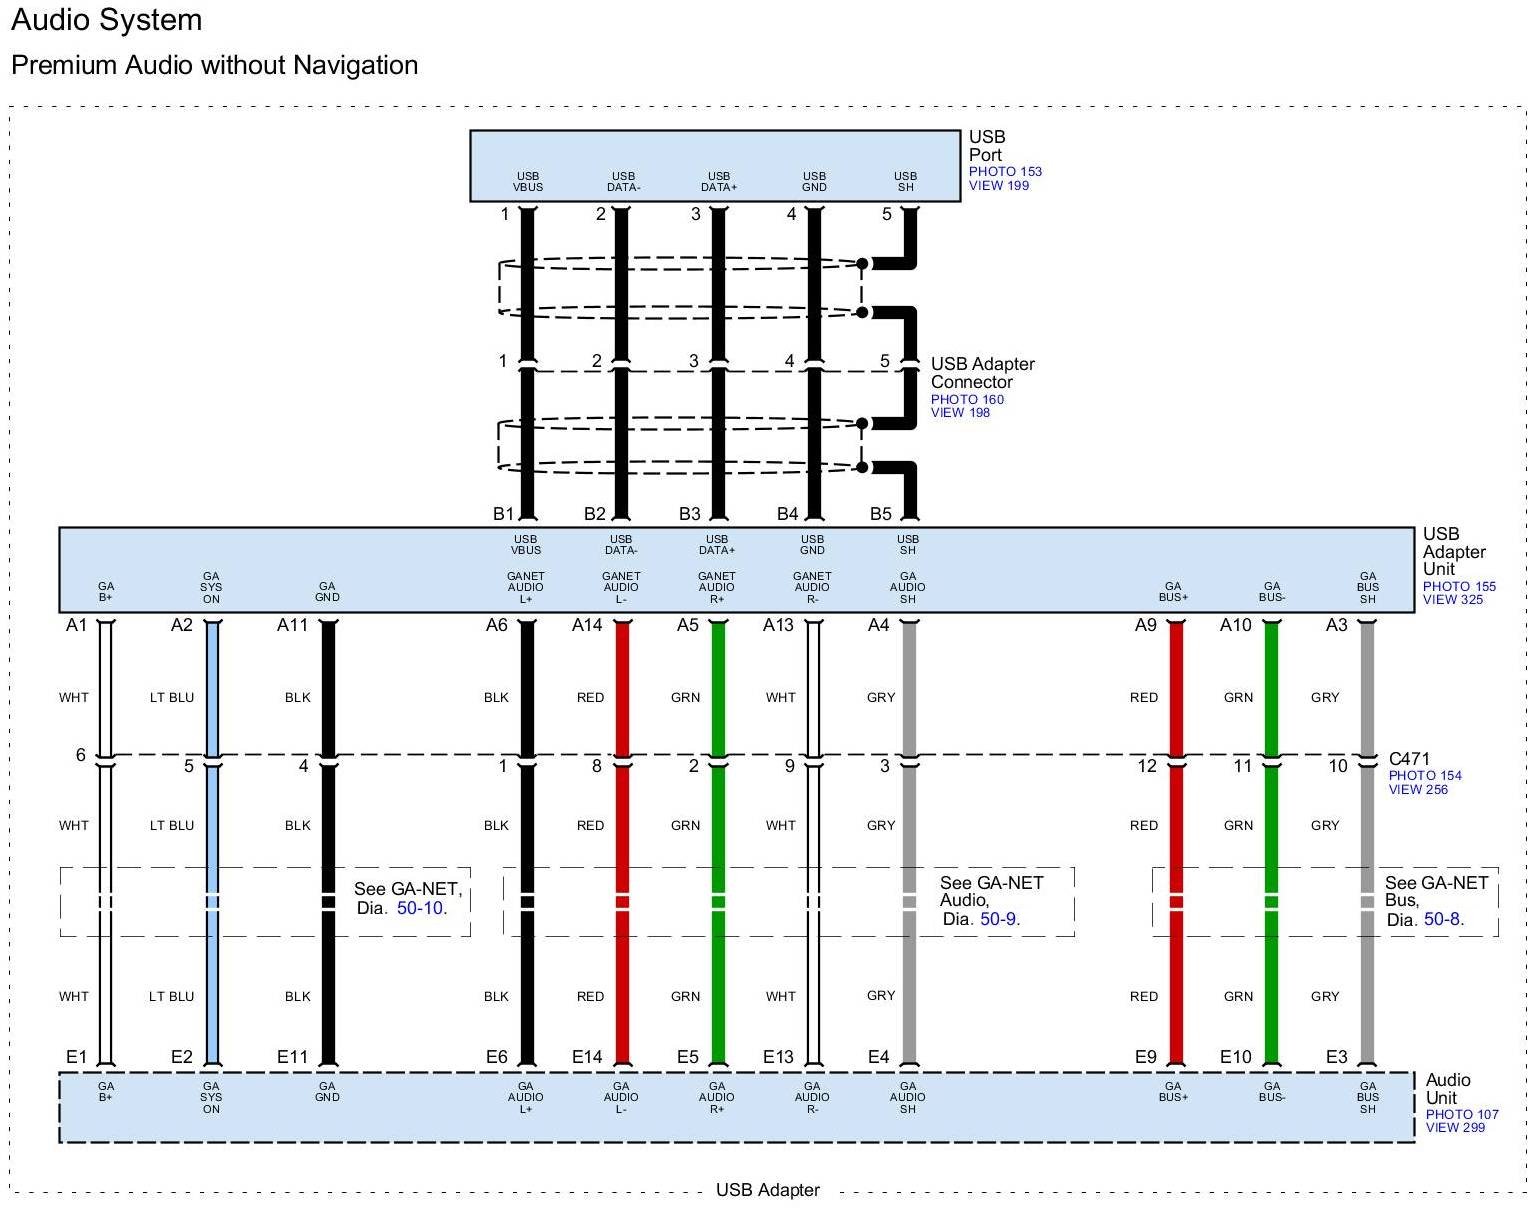 Audio System
Premium Audio without Navigation
USB
Port
PHOTO 153
VIEW 199
USB VBUS
USB DATA-
USB DATA+
USB GND
USB SH
1 2 3 4 5
1 2 3 4 5
USB Adapter
Connector
PHOTO 160
VIEW 198
B1 B2 B3 B4 B5
USB VBUS
USB DATA-
USB DATA+
USB GND
USB SH
USB
Adapter
Unit
PHOTO 155
VIEW 325
GA B+
GA SYS ON
GA GND
GANET AUDIO L+
GANET AUDIO L-
GANET AUDIO R+
GANET AUDIO R-
GA AUDIO SH
GA BUS+
GA BUS-
GA BUS SH
A1 A2 A11 A6 A14 A5 A13 A4 A9 A10 A3
WHT LT BLU BLK BLK RED GRN WHT GRY RED GRN GRY
6 5 4 1 8 2 9 3 12 11 10
C471
PHOTO 154
VIEW 256
WHT LT BLU BLK BLK RED GRN WHT GRY RED GRN GRY
See GA-NET,
Dia. 50-10.
See GA-NET
Audio,
Dia. 50-9.
See GA-NET
Bus,
Dia. 50-8.
WHT LT BLU BLK BLK RED GRN WHT GRY RED GRN GRY
E1 E2 E11 E6 E14 E5 E13 E4 E9 E10 E3
GA B+
GA SYS ON
GA GND
GA AUDIO L+
GA AUDIO L-
GA AUDIO R+
GA AUDIO R-
GA AUDIO SH
GA BUS+
GA BUS-
GA BUS SH
Audio
Unit
PHOTO 107
VIEW 299
USB Adapter